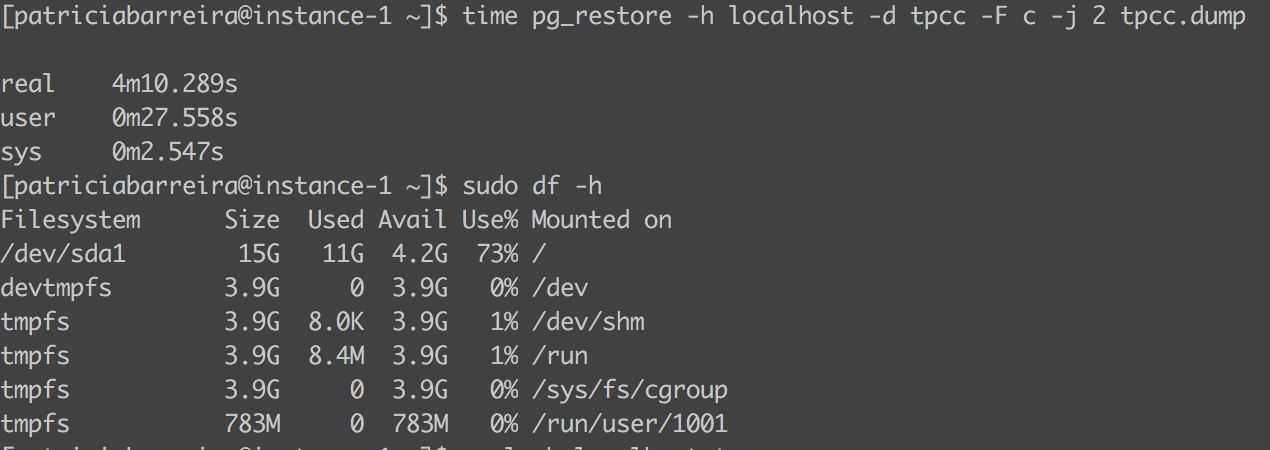 [patriciabarreira@instance-1 ~]$ time pg_restore -h localhost -d tpcc -F c -j 2 tpcc.dump
real 4m10.289s
user 0m27.558s
sys 0m2.547s
[patriciabarreira@instance-1 ~]$ sudo df -h
Filesystem Size Used Avail Use% Mounted on
/dev/sda1 15G 11G 4.2G 73% /
devtmpfs 3.9G 0 3.9G 0% /dev
tmpfs 3.9G 8.0K 3.9G 1% /dev/shm
tmpfs 3.9G 8.4M 3.9G 1% /run
tmpfs 3.9G 0 3.9G 0% /sys/fs/cgroup
tmpfs 783M 0 783M 0% /run/user/1001